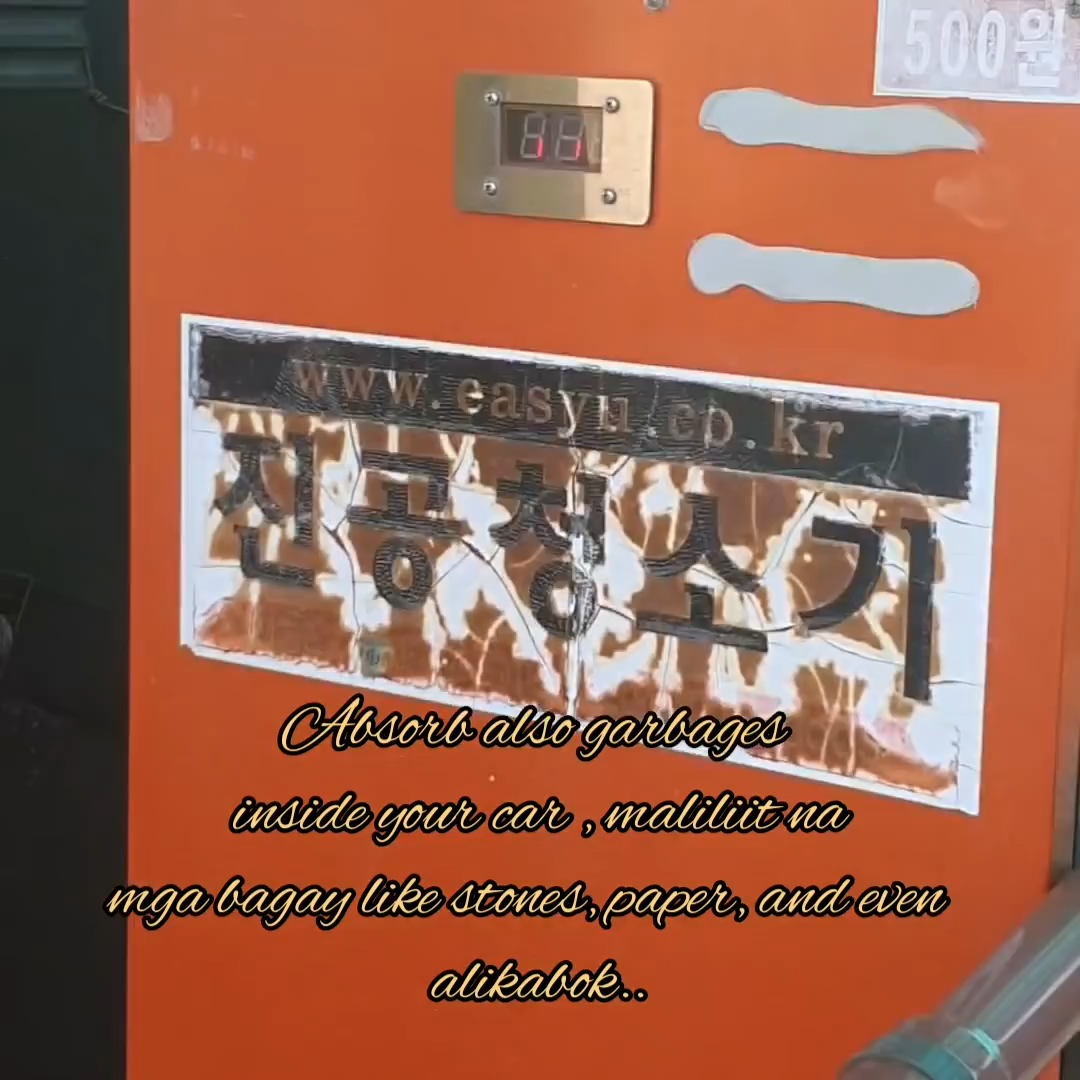 500원
www.easyu.co.kr
진공청소기
Absorb also garbages
inside your car , maliliit na
mga bagay like stones, paper, and even
alikabok..